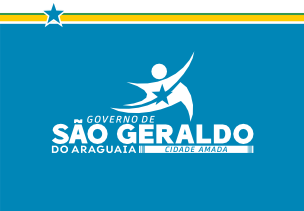 GOVERNO DE
SÃO GERALDO
DO ARAGUAIA CIDADE AMADA